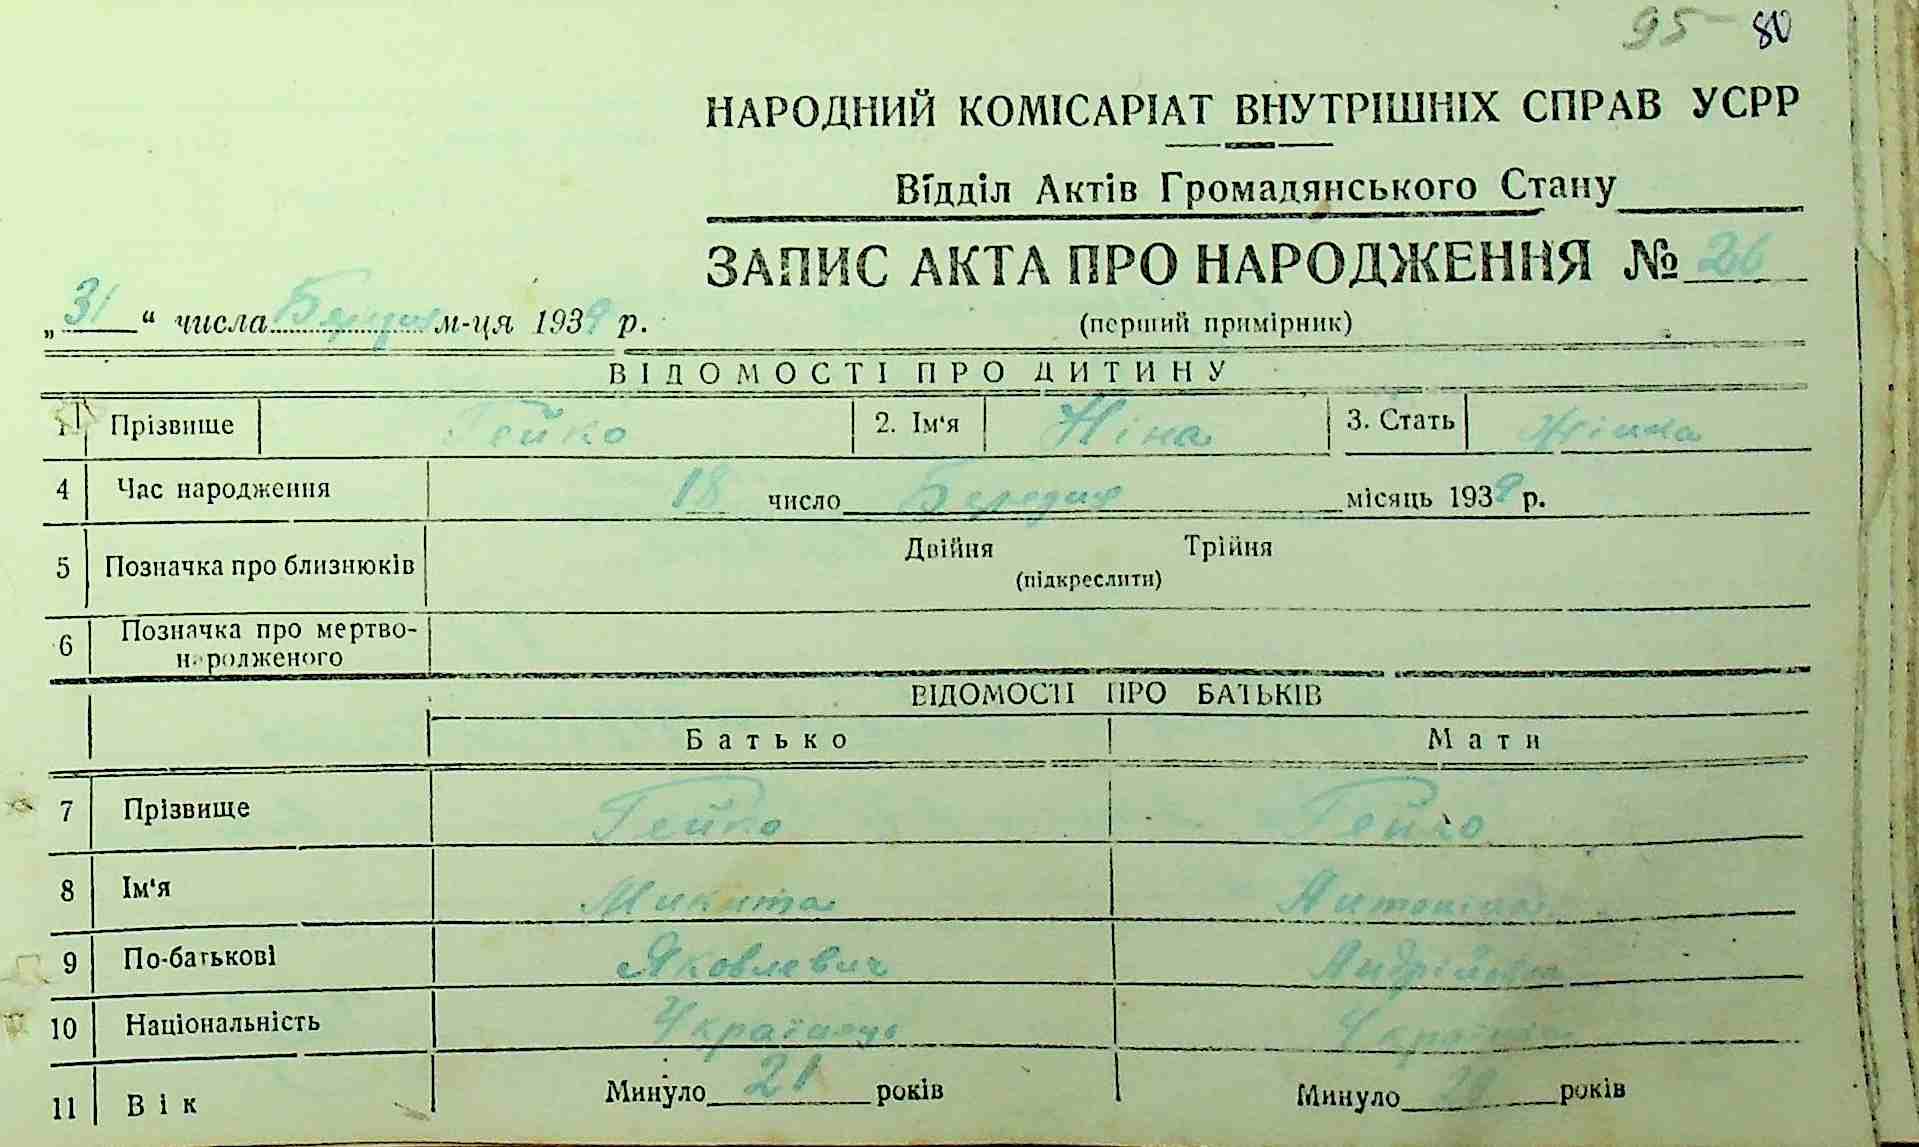 95 80
НАРОДНИЙ КОМІСАРІАТ ВНУТРІШНІХ СПРАВ УСРР
Відділ Актів Громадянського Стану
ЗАПИС АКТА ПРО НАРОДЖЕННЯ № 26
„31“ числа м-ця 1939 р. (перший примірник)
ВІДОМОСТІ ПРО ДИТИНУ
1 Прізвище Гейко 2. Ім'я Ніна 3. Стать
4 Час народження 18 число місяць 1939 р.
5 Позначка про близнюків Двійня Трійня
(підкреслити)
6 Позначка про мертво-
народженого
ВІДОМОСТІ ПРО БАТЬКІВ
Батько Мати
7 Прізвище Гейко Гейко
8 Ім'я Микита Антоніна
9 По-батькові Яковлевич Андріївна
10 Національність Українець
11 Вік Минуло 21 років Минуло років